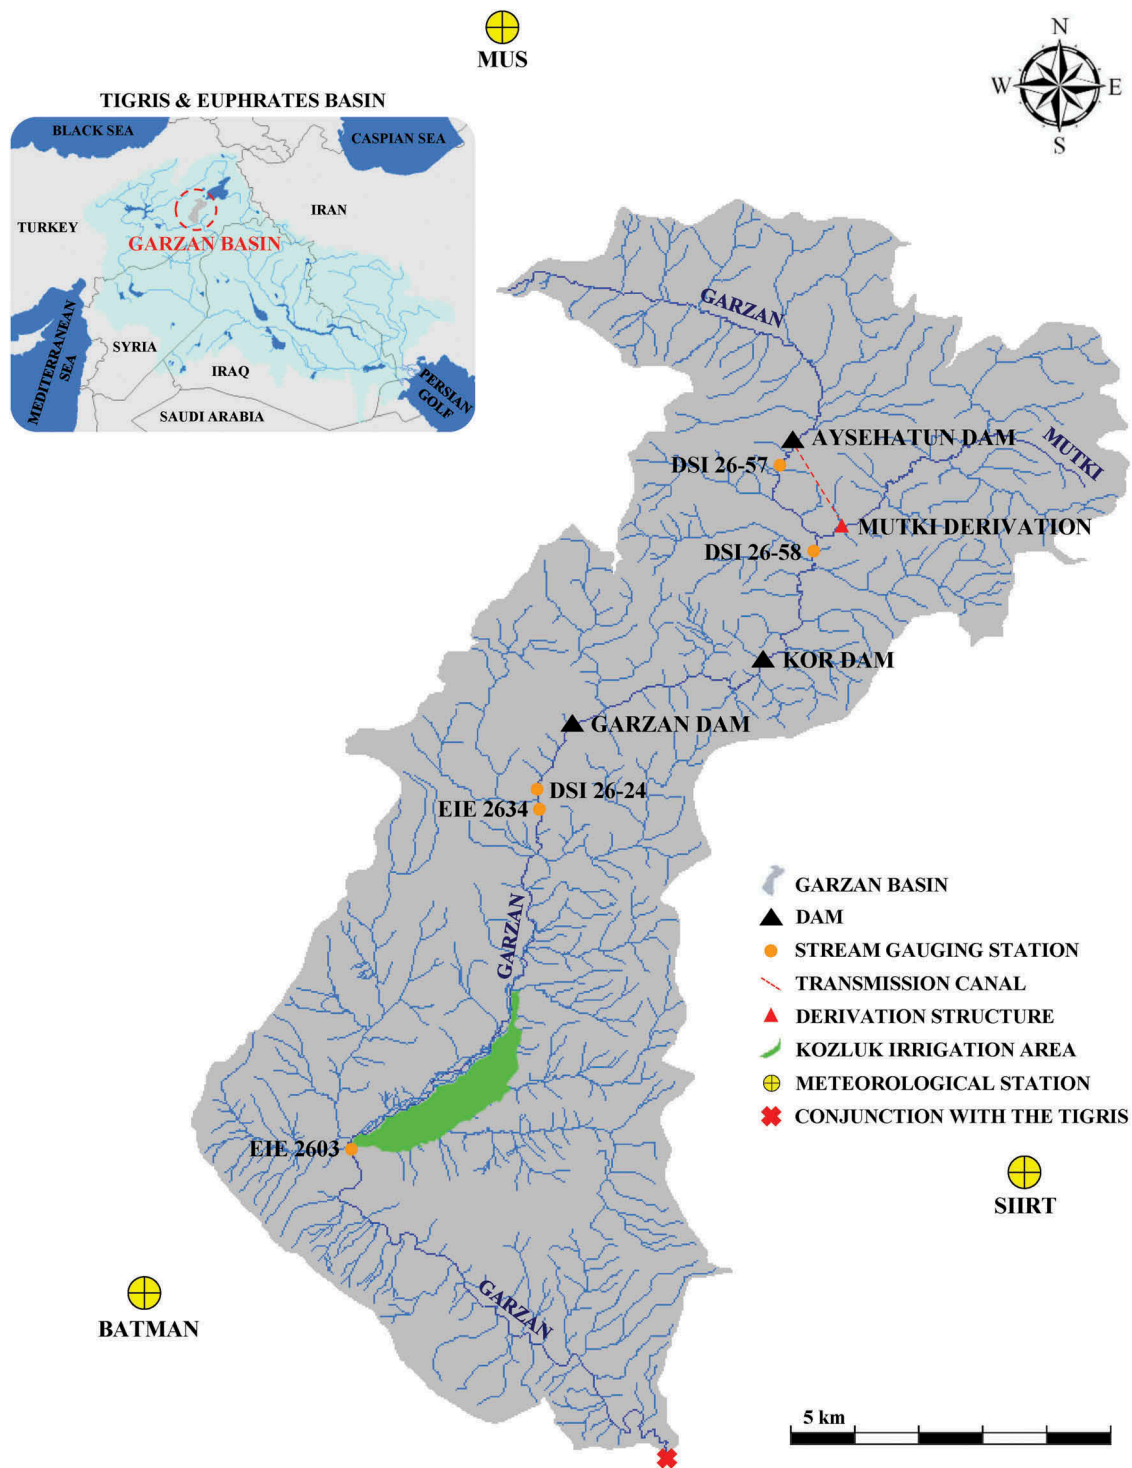 MUS
N
W
E
S
TIGRIS & EUPHRATES BASIN
BLACK SEA
CASPIAN SEA
TURKEY
IRAN
GARZAN BASIN
MEDITERRANEAN
SEA
SYRIA
IRAQ
PERSIAN
GOLF
SAUDI ARABIA
GARZAN
MUTKI
AYSEHATUN DAM
DSI 26-57
MUTKI DERIVATION
DSI 26-58
KOR DAM
GARZAN DAM
DSI 26-24
EIE 2634
GARZAN
GARZAN BASIN
DAM
STREAM GAUGING STATION
TRANSMISSION CANAL
DERIVATION STRUCTURE
KOZLUK IRRIGATION AREA
METEOROLOGICAL STATION
CONJUNCTION WITH THE TIGRIS
EIE 2603
SIIRT
BATMAN
GARZAN
5 km